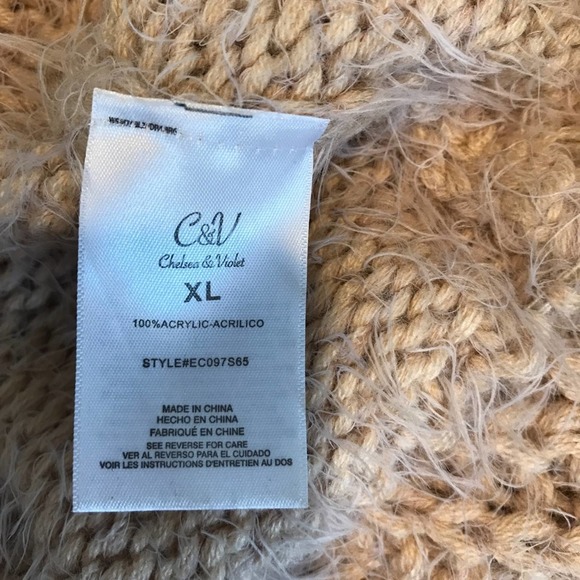 C&V
Chelsea & Violet
XL
100%ACRYLIC-ACRILICO
STYLE#EC097S65
MADE IN CHINA
HECHO EN CHINA
FABRIQUÉ EN CHINE
SEE REVERSE FOR CARE
VER AL REVERSO PARA EL CUIDADO
VOIR LES INSTRUCTIONS D'ENTRETIEN AU DOS